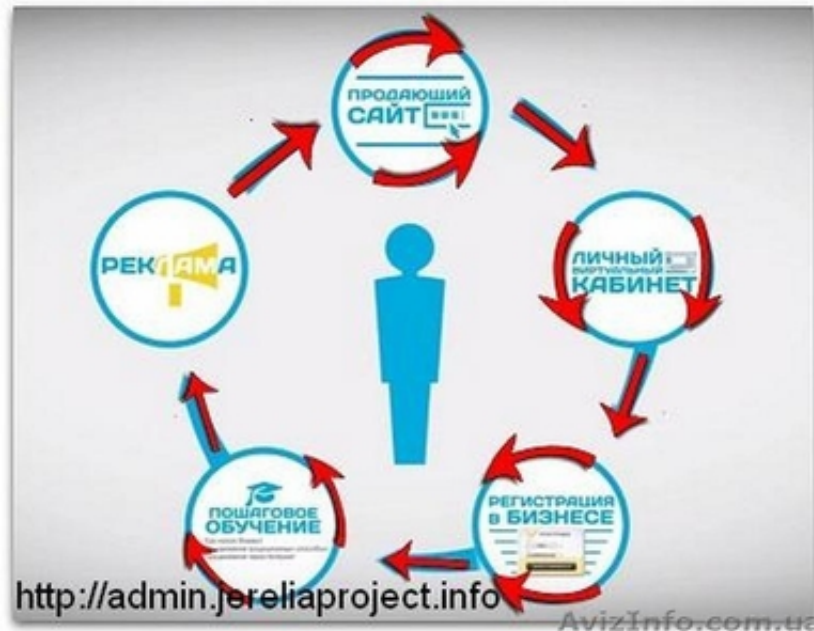 ПРОДАЮЩИЙ
САЙТ
РЕКЛАМА
ЛИЧНЫЙ
ВИРТУАЛЬНЫЙ
КАБИНЕТ
РЕГИСТРАЦИЯ
в БИЗНЕСЕ
ПОШАГОВОЕ
ОБУЧЕНИЕ
http://admin.jereliaproject.info
AvizInfo.com.ua